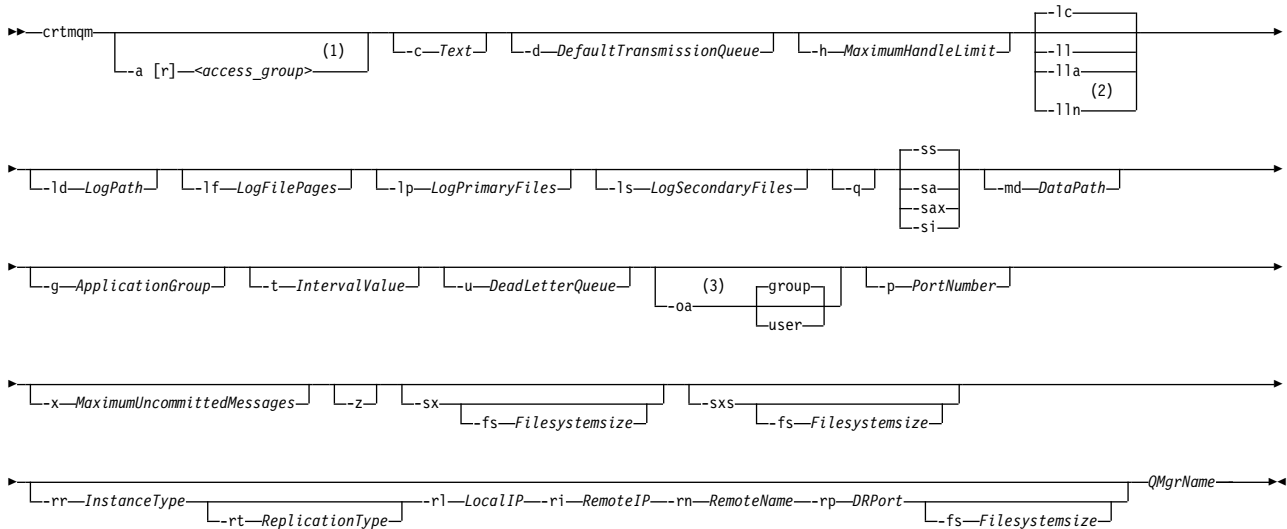 crtmqm -a [r] <access_group> (1) -c Text -d DefaultTransmissionQueue -h MaximumHandleLimit -lc
-ll
-lla
(2)
-lln
-ld LogPath -lf LogFilePages -lp LogPrimaryFiles -ls LogSecondaryFiles -q -ss
-sa
-sax
-si
-md DataPath
-g ApplicationGroup -t IntervalValue -u DeadLetterQueue -oa (3) group
user
-p PortNumber
-x MaximumUncommittedMessages -z -sx -fs Filesystemsize -sxs -fs Filesystemsize
-rr InstanceType -rt ReplicationType -rl LocalIP -ri RemoteIP -rn RemoteName -rp DRPort -fs Filesystemsize QMgrName